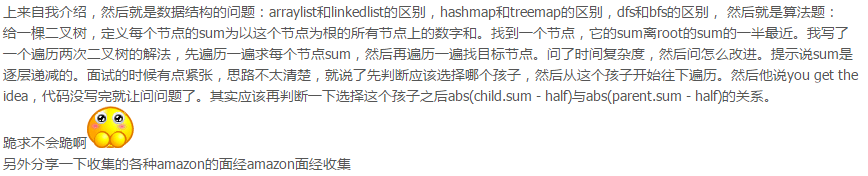 上来自我介绍，然后就是数据结构的问题：arraylist和linkedlist的区别，hashmap和treemap的区别，dfs和bfs的区别， 然后就是算法题：
给一棵二叉树，定义每个节点的sum为以这个节点为根的所有节点上的数字和。找到一个节点，它的sum离root的sum的一半最近。我写了
一个遍历两次二叉树的解法，先遍历一遍求每个节点sum，然后再遍历一遍找目标节点。问了时间复杂度，然后问怎么改进。提示说sum是
逐层递减的。面试的时候有点紧张，思路不太清楚，就说了先判断应该选择哪个孩子，然后从这个孩子开始往下遍历。然后他说you get the
idea，代码没写完就让问问题了。其实应该再判断一下选择这个孩子之后abs(child.sum - half)与abs(parent.sum - half)的关系。
跪求不会跪啊
另外分享一下收集的各种amazon的面经amazon面经收集